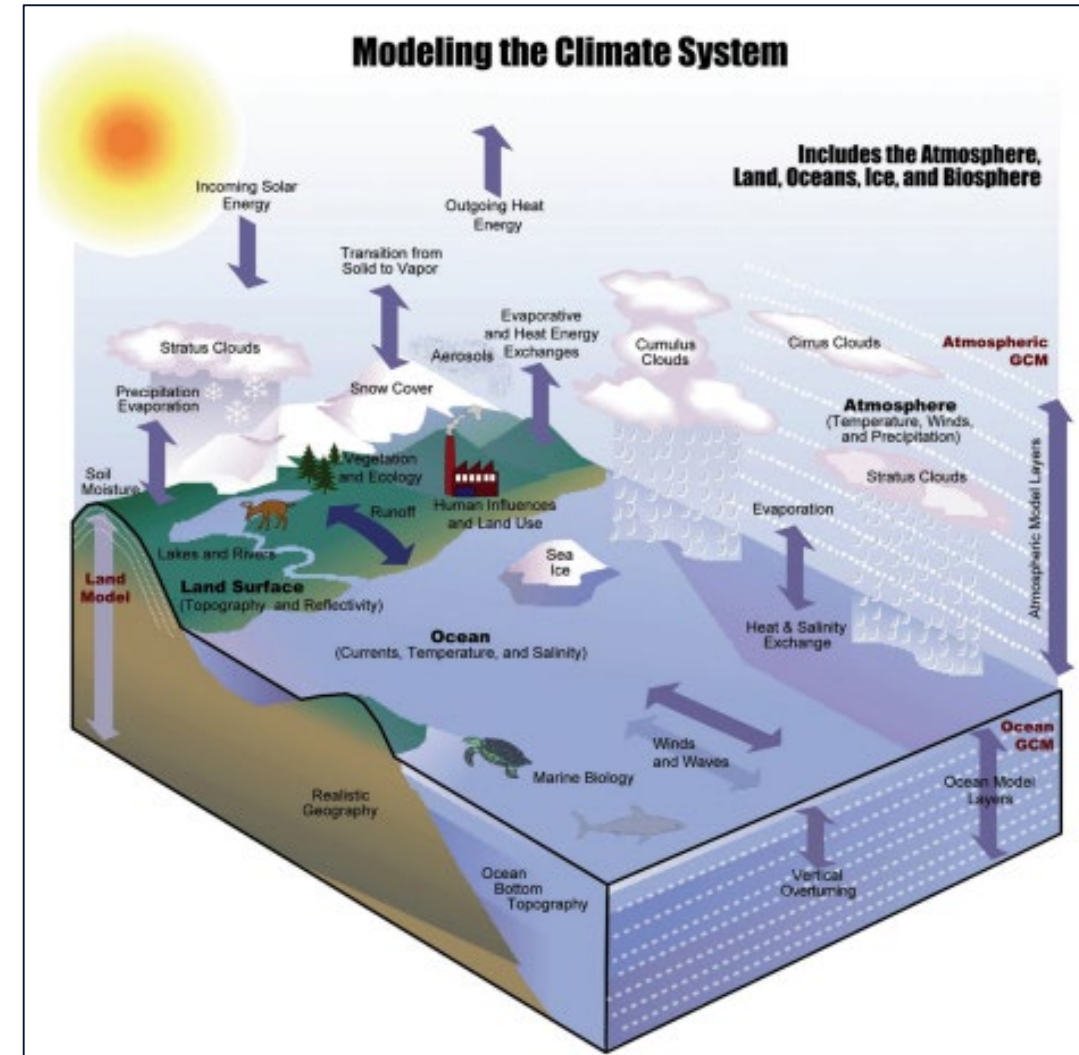 Modeling the Climate System
Includes the Atmosphere,
Land, Oceans, Ice, and Biosphere
Incoming Solar
Energy
Outgoing Heat
Energy
Transition from
Solid to Vapor
Evaporative
and Heat Energy
Exchanges
Stratus Clouds
Aerosols
Cumulus
Clouds
Cirrus Clouds
Atmospheric
GCM
Precipitation
Evaporation
Snow Cover
Atmosphere
(Temperature, Winds,
and Precipitation)
Stratus Clouds
Atmospheric Model Layers
Soil
Moisture
Vegetation
and Ecology
Human Influences
and Land Use
Runoff
Evaporation
Lakes and Rivers
Sea
Ice
Land
Model
Land Surface
(Topography and Reflectivity)
Ocean
(Currents, Temperature, and Salinity)
Heat & Salinity
Exchange
Ocean
GCM
Winds
and Waves
Marine Biology
Ocean Model
Layers
Realistic
Geography
Ocean
Bottom
Topography
Vertical
Overturning